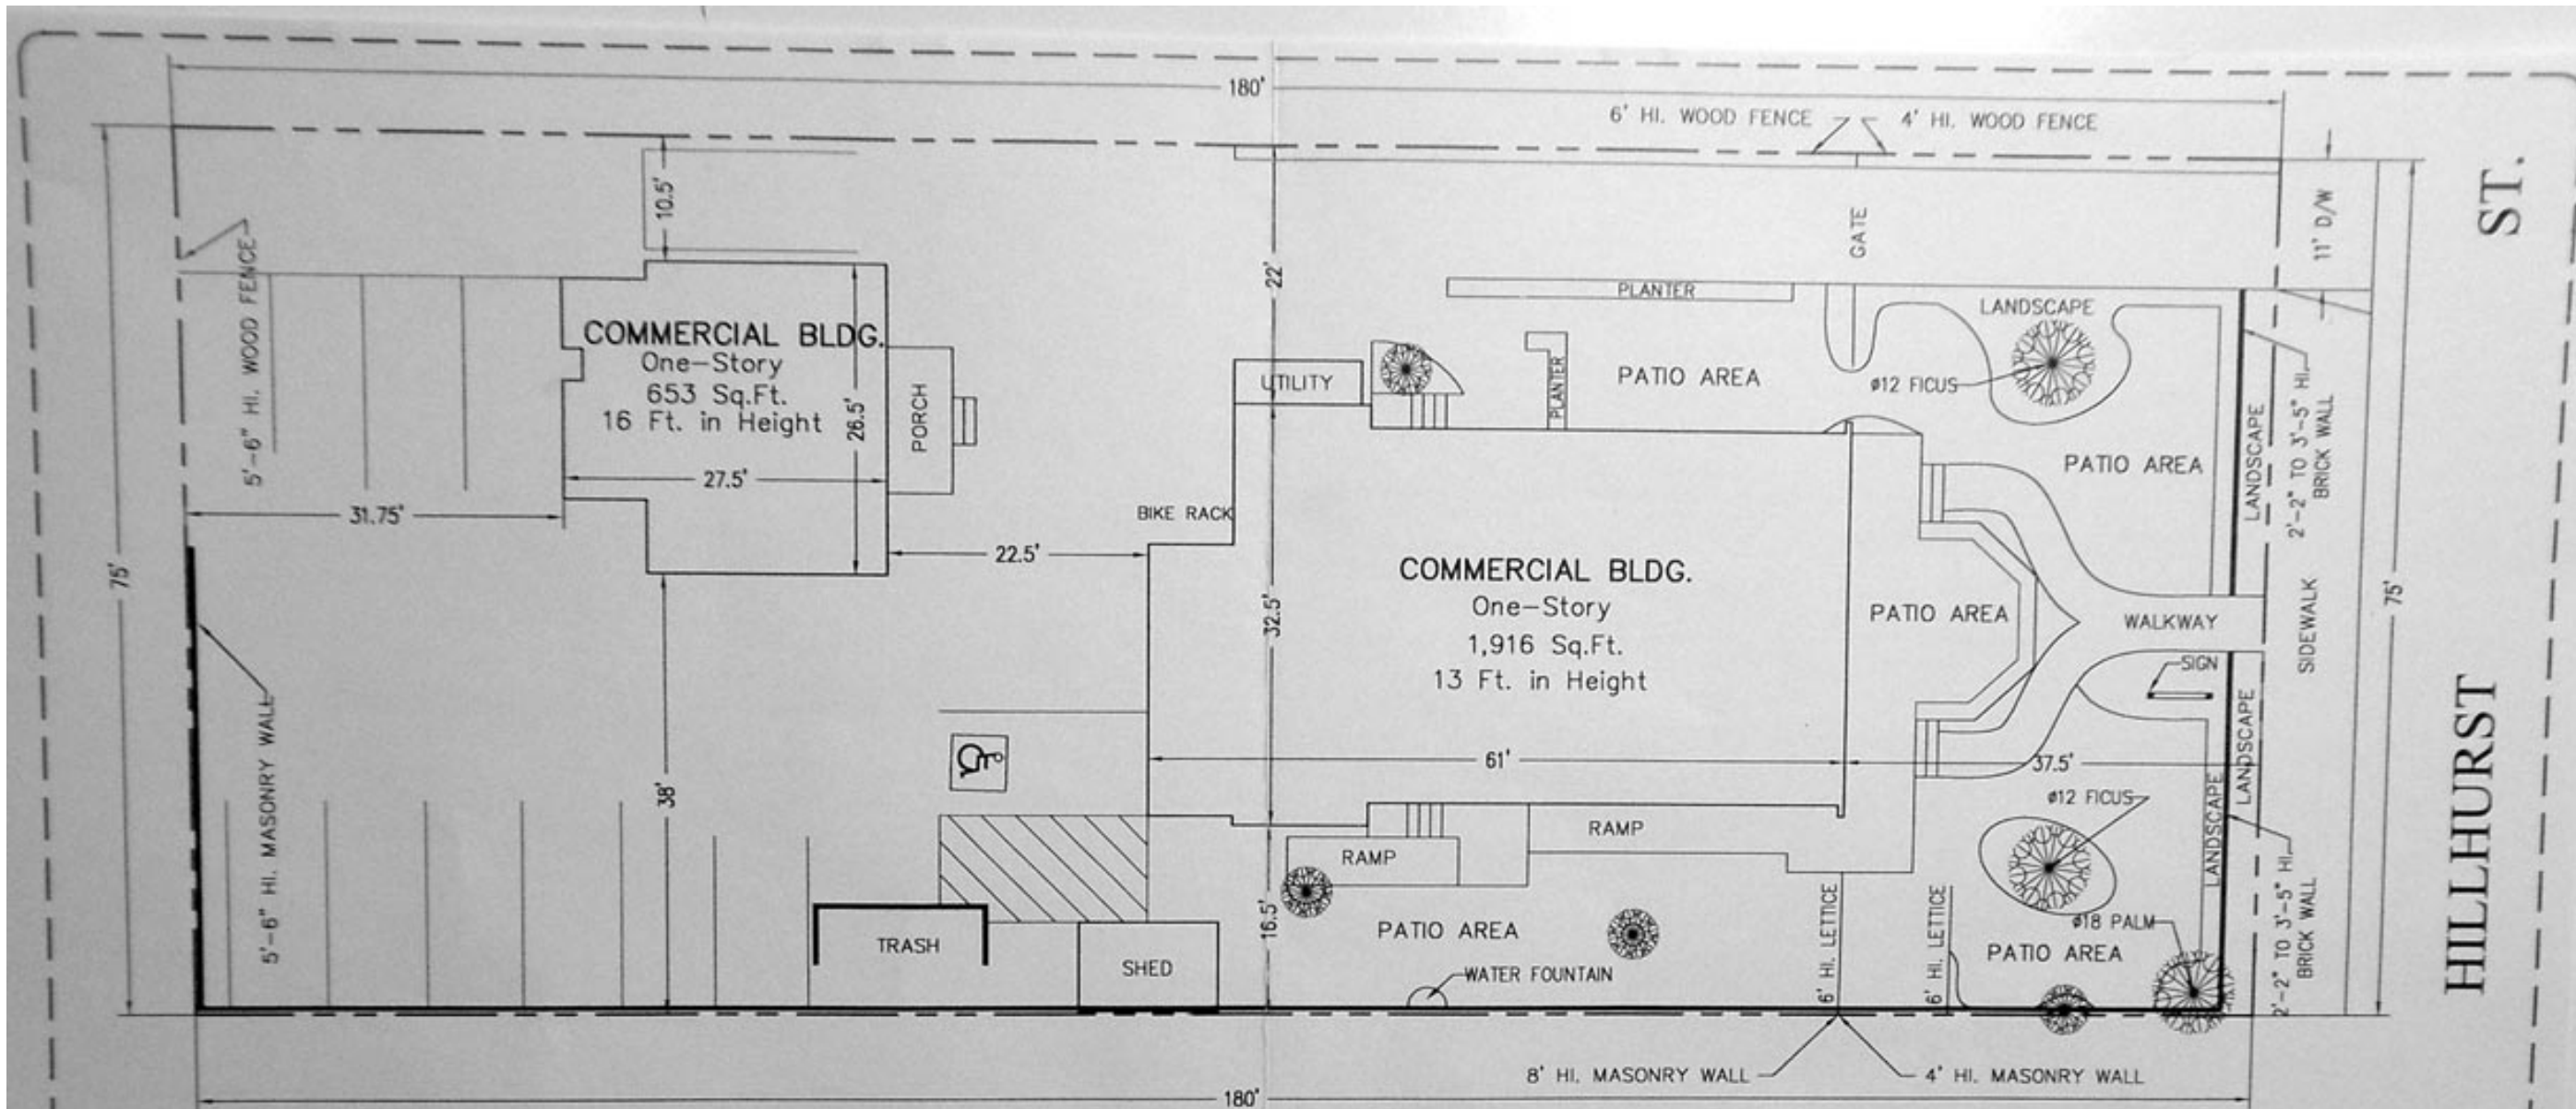 180'
6' HI. WOOD FENCE
4' HI. WOOD FENCE
ST.
10.5'
5'-6" HI. WOOD FENCE
22'
GATE
11' D/W
PLANTER
LANDSCAPE
COMMERCIAL BLDG.
One-Story
653 Sq.Ft.
16 Ft. in Height
26.5'
PORCH
UTILITY
PLANTER
PATIO AREA
ø12 FICUS
PATIO AREA
LANDSCAPE
2'-2" TO 3'-5" HI.
BRICK WALL
27.5'
31.75'
BIKE RACK
22.5'
75'
COMMERCIAL BLDG.
One-Story
1,916 Sq.Ft.
13 Ft. in Height
32.5'
PATIO AREA
WALKWAY
SIDEWALK
75'
SIGN
LANDSCAPE
HILLHURST
5'-6" HI. MASONRY WALL
38'
61'
37.5'
ø12 FICUS
LANDSCAPE
RAMP
RAMP
16.5'
PATIO AREA
6' HI. LETTICE
6' HI. LETTICE
ø18 PALM
PATIO AREA
2'-2" TO 3'-5" HI.
BRICK WALL
TRASH
SHED
WATER FOUNTAIN
8' HI. MASONRY WALL
4' HI. MASONRY WALL
180'